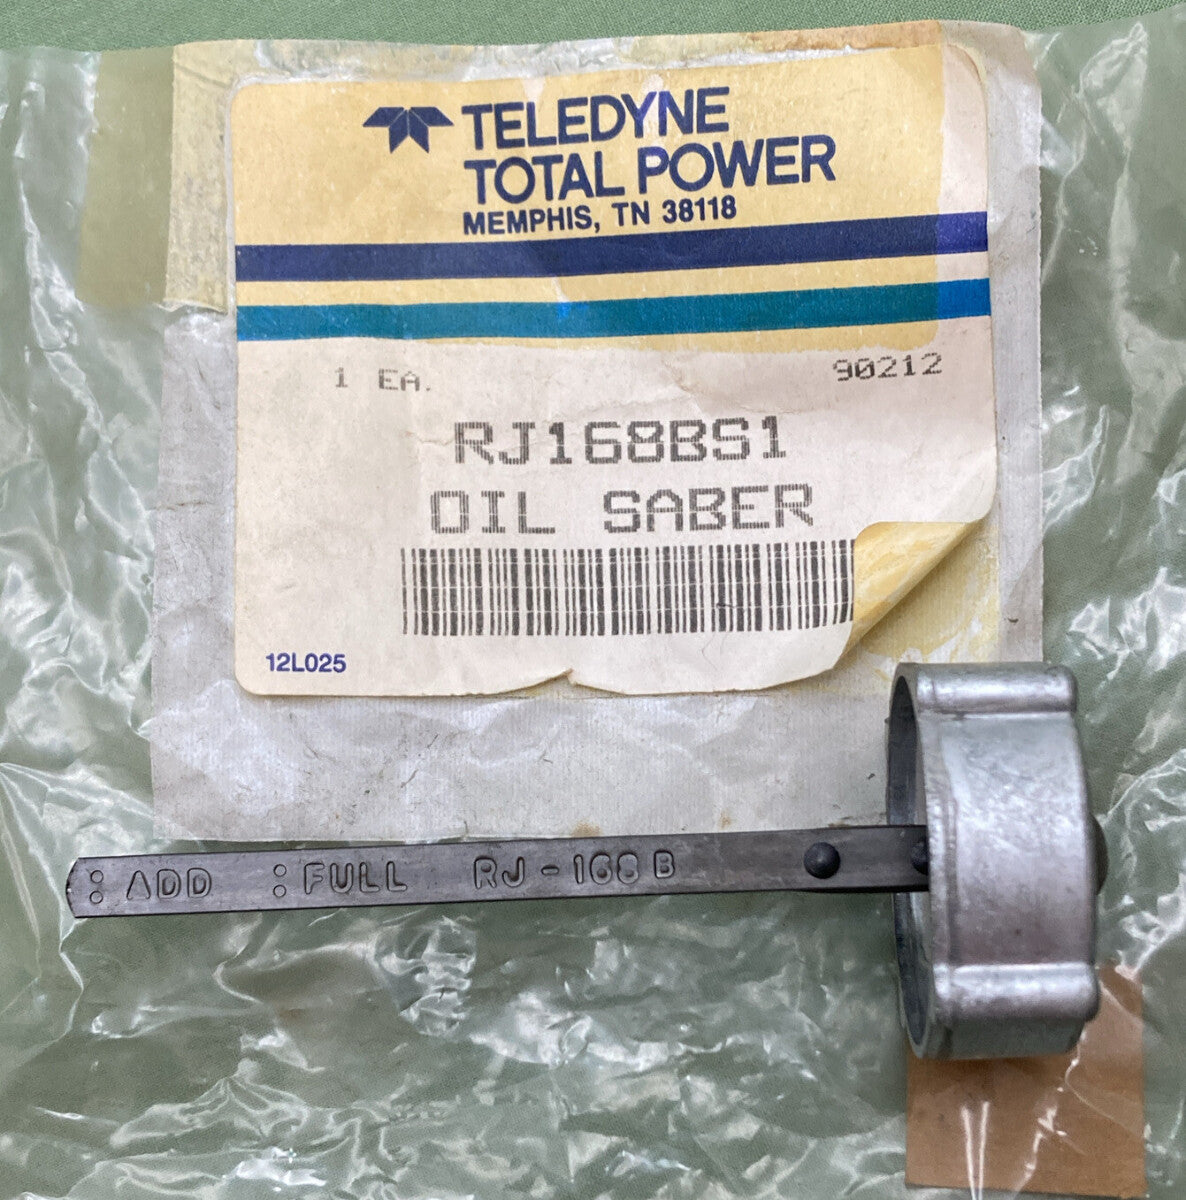 TELEDYNE
TOTAL POWER
MEMPHIS, TN 38118
1 EA. 90212
RJ168BS1
OIL SABER
12L025
: ADD : FULL RJ-168B